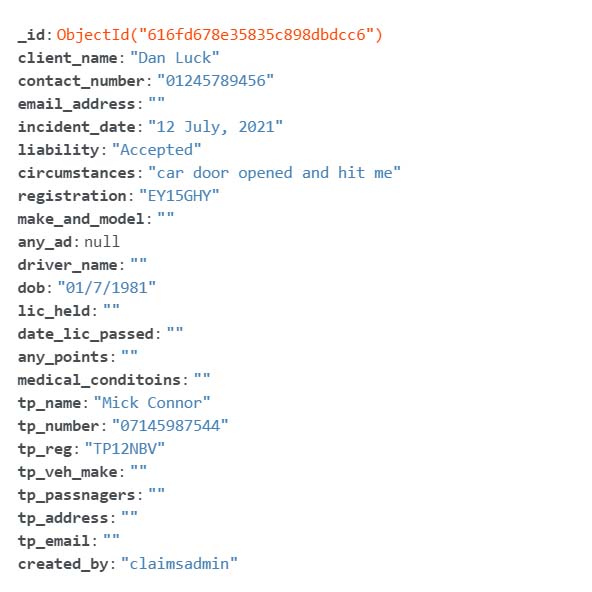 _id: ObjectId("616fd678e35835c898dbdcc6")
client_name: "Dan Luck"
contact_number: "01245789456"
email_address: ""
incident_date: "12 July, 2021"
liability: "Accepted"
circumstances: "car door opened and hit me"
registration: "EY15GHY"
make_and_model: ""
any_ad: null
driver_name: ""
dob: "01/7/1981"
lic_held: ""
date_lic_passed: ""
any_points: ""
medical_conditoins: ""
tp_name: "Mick Connor"
tp_number: "07145987544"
tp_reg: "TP12NBV"
tp_veh_make: ""
tp_passnagers: ""
tp_address: ""
tp_email: ""
created_by: "claimsadmin"